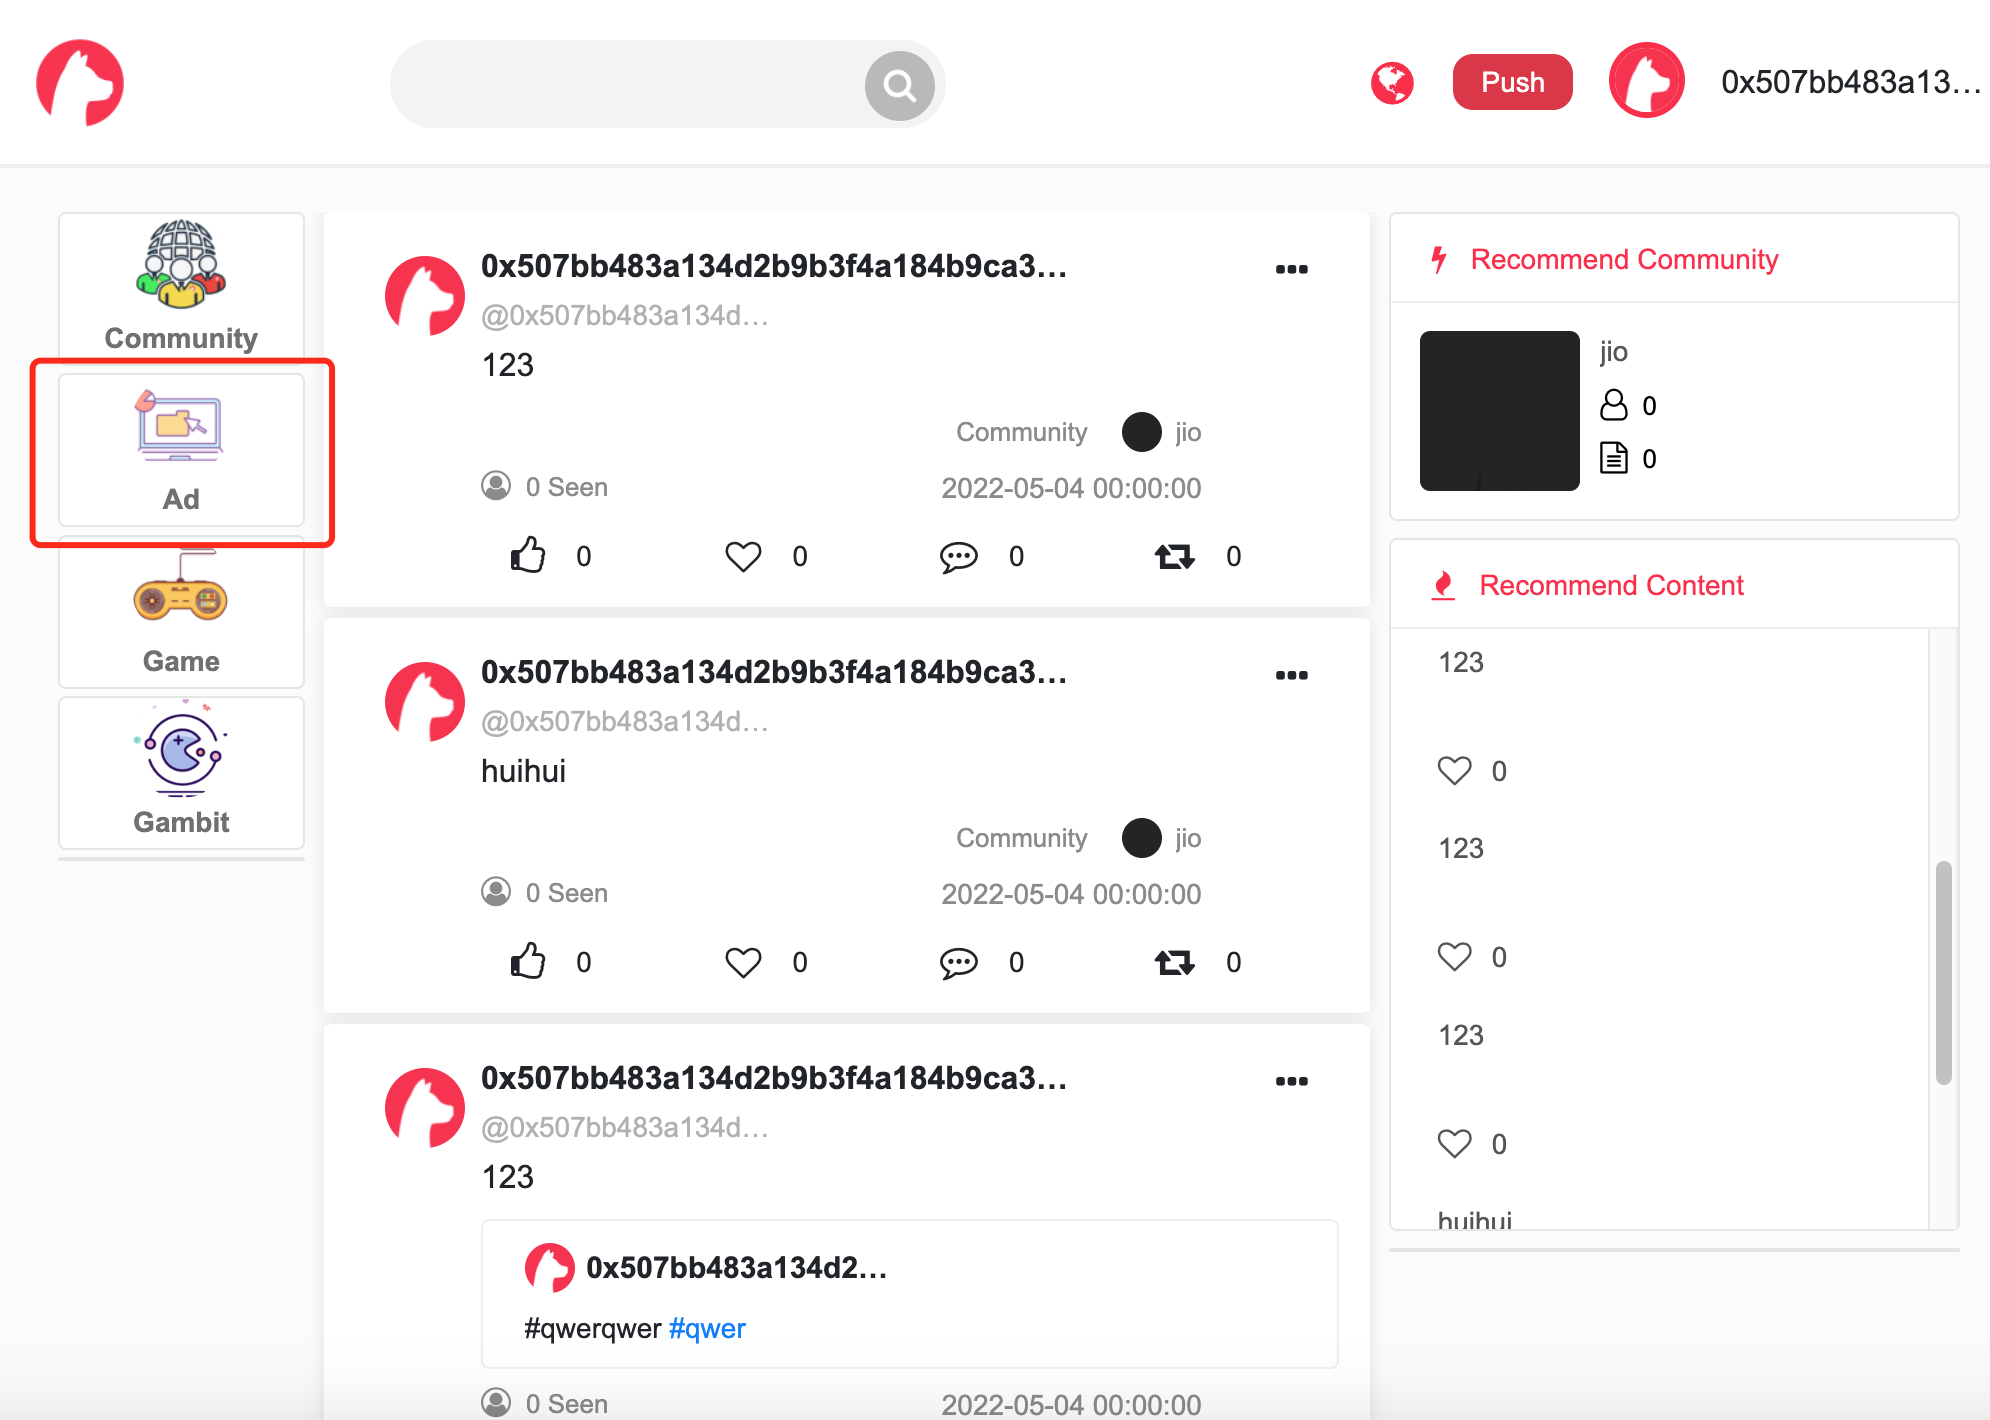 Push
0x507bb483a13...
Community
Ad
Game
Gambit
0x507bb483a134d2b9b3f4a184b9ca3...
@0x507bb483a134d...
123
Community jio
0 Seen
2022-05-04 00:00:00
0 0 0 0
0x507bb483a134d2b9b3f4a184b9ca3...
@0x507bb483a134d...
huihui
Community jio
0 Seen
2022-05-04 00:00:00
0 0 0 0
0x507bb483a134d2b9b3f4a184b9ca3...
@0x507bb483a134d...
123
0x507bb483a134d2...
#qwerqwer #qwer
0 Seen
2022-05-04 00:00:00
Recommend Community
jio
0
0
Recommend Content
123
0
123
0
123
0
huihui